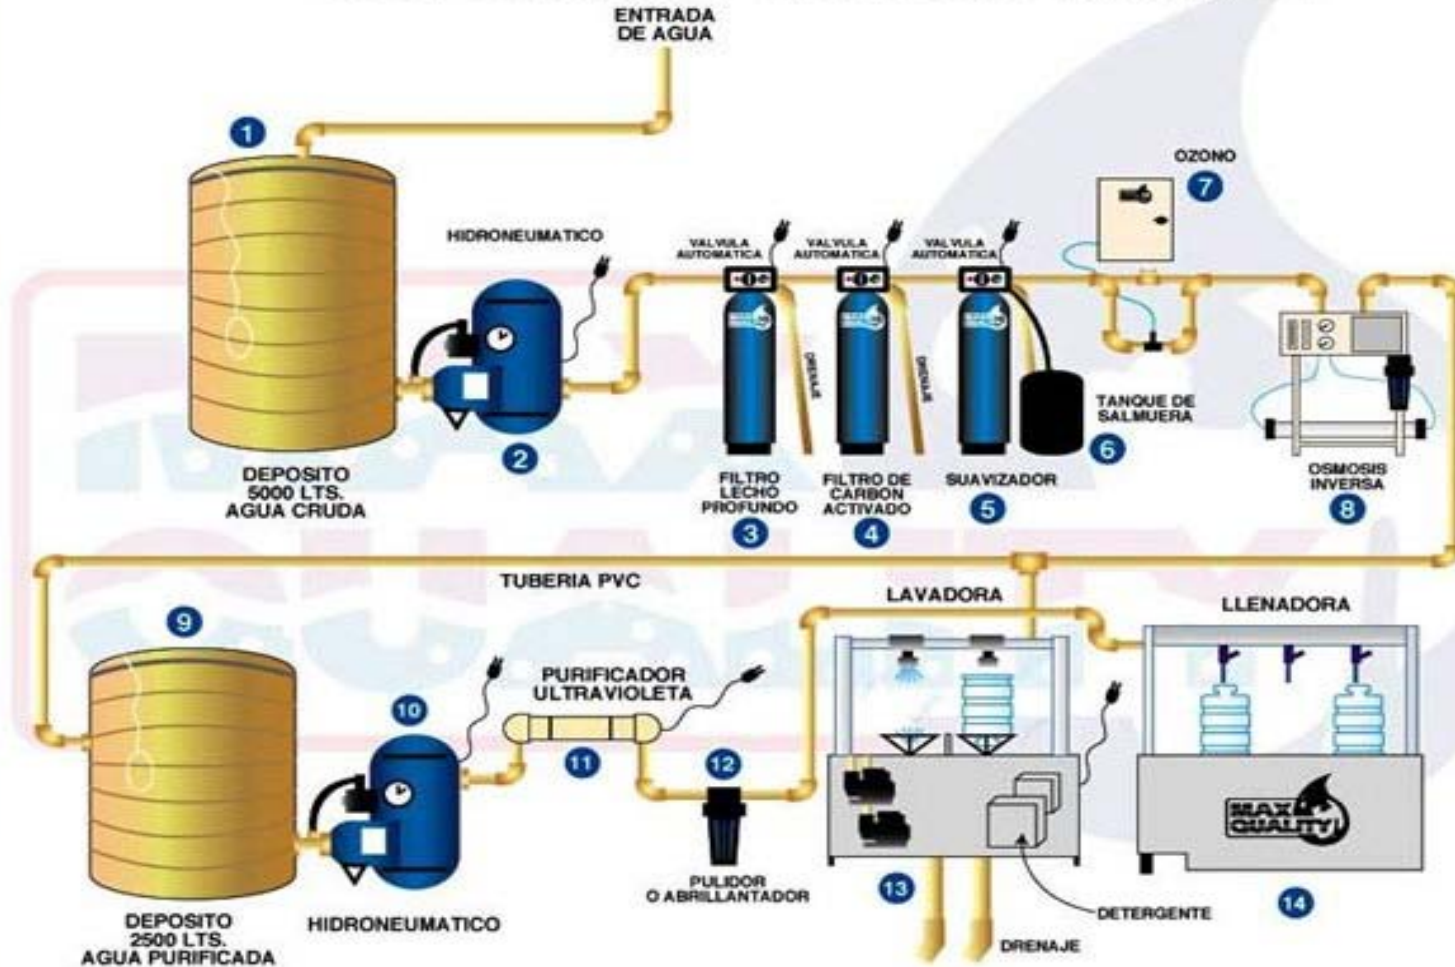 ENTRADA
DE AGUA
1
OZONO
7
HIDRONEUMATICO
VALVULA
AUTOMATICA
VALVULA
AUTOMATICA
VALVULA
AUTOMATICA
DRENAJE
DRENAJE
TANQUE DE
SALMUERA
6
2
DEPOSITO
5000 LTS.
AGUA CRUDA
FILTRO
LECHO
PROFUNDO
3
FILTRO DE
CARBON
ACTIVADO
4
SUAVIZADOR
5
OSMOSIS
INVERSA
8
TUBERIA PVC
LAVADORA
LLENADORA
9
10
PURIFICADOR
ULTRAVIOLETA
11
12
PULIDOR
O ABRILLANTADOR
MAX
QUALITY
13
14
DETERGENTE
DRENAJE
DEPOSITO
2500 LTS.
AGUA PURIFICADA
HIDRONEUMATICO
MAX
QUALITY